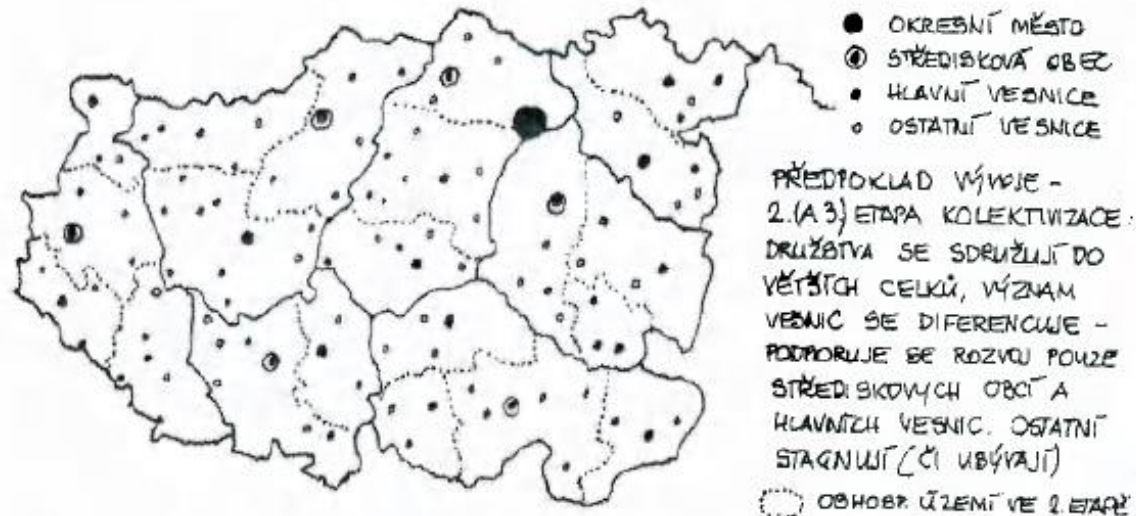 OKRESNÍ MĚSTO
STŘEDISKOVÁ OBEC
HLAVNÍ VESNICE
OSTATNÍ VESNICE
PŘEDPOKLAD VÝVOJE -
2.(A 3.) ETAPA KOLEKTIVIZACE:
DRUŽSTVA SE SDRUŽUJÍ DO
VĚTŠÍCH CELKŮ, VÝZNAM
VESNIC SE DIFERENCUJE -
PODPORUJE SE ROZVOJ POUZE
STŘEDISKOVÝCH OBCÍ A
HLAVNÍCH VESNIC. OSTATNÍ
STAGNUJÍ (ČI UBÝVAJÍ)
ÚZEMÍ VE 2. ETAPĚ